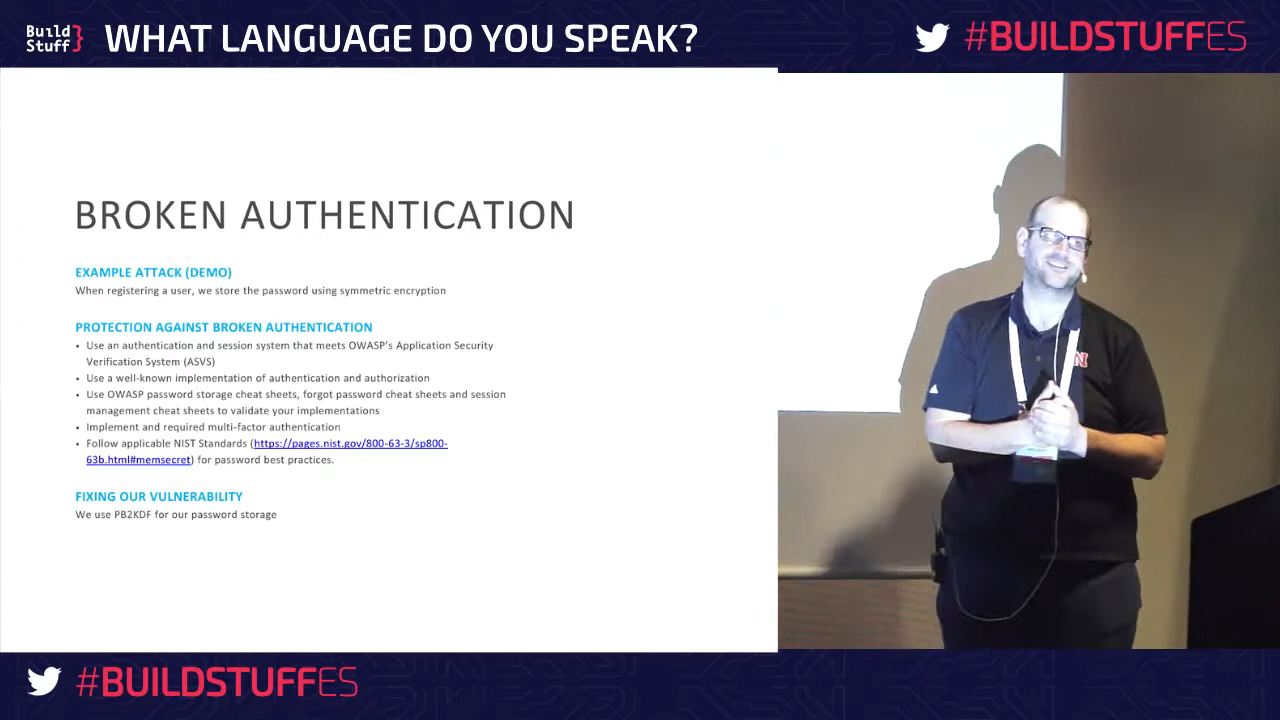 Build
Stuff}
WHAT LANGUAGE DO YOU SPEAK?
#BUILDSTUFFES
BROKEN AUTHENTICATION
EXAMPLE ATTACK (DEMO)
When registering a user, we store the password using symmetric encryption
PROTECTION AGAINST BROKEN AUTHENTICATION
• Use an authentication and session system that meets OWASP's Application Security
Verification System (ASVS)
• Use a well-known implementation of authentication and authorization
• Use OWASP password storage cheat sheets, forgot password cheat sheets and session
management cheat sheets to validate your implementations
• Implement and required multi-factor authentication
• Follow applicable NIST Standards (https://pages.nist.gov/800-63-3/sp800-
63b.html#memsecret) for password best practices.
FIXING OUR VULNERABILITY
We use PB2KDF for our password storage
N
#BUILDSTUFFES